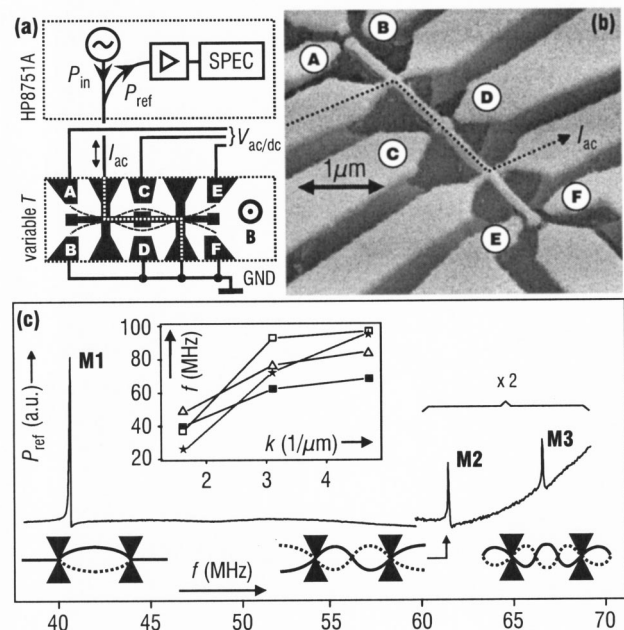 (a)
HP8751A
P_in
P_ref
SPEC
}V_ac/dc
I_ac
variable T
A C E
B D F
B
GND
(b)
A
B
D
C
1μm
I_ac
F
E
(c)
P_ref (a.u.)
M1
100
80
60
40
20
f (MHz)
k (1/μm)
2 3 4
x 2
M2
M3
f (MHz)
40 45 50 55 60 65 70